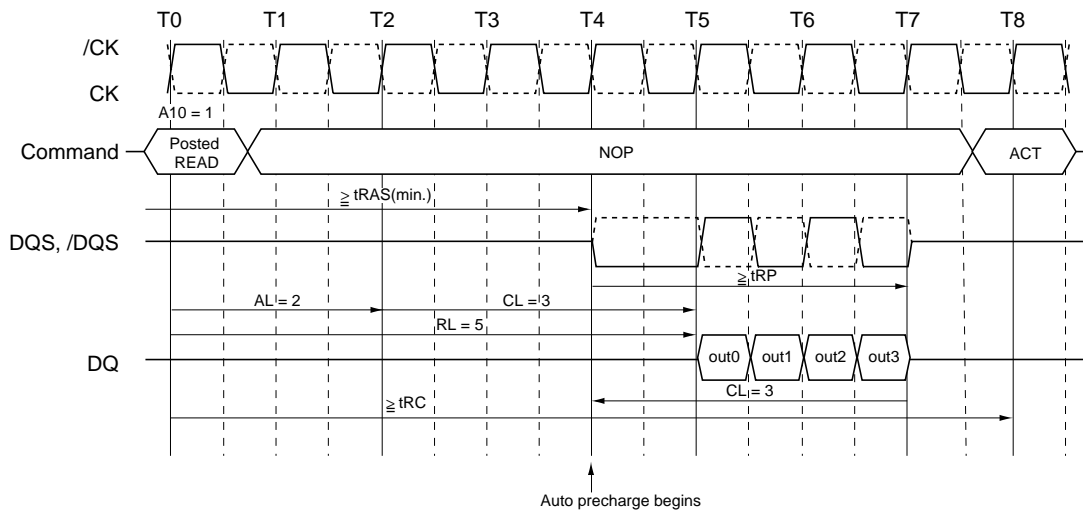 T0 T1 T2 T3 T4 T5 T6 T7 T8
/CK
CK
A10 = 1
Command
Posted
READ
NOP
ACT
≧ tRAS(min.)
DQS, /DQS
≧ tRP
AL = 2
CL = 3
RL = 5
DQ
out0 out1 out2 out3
CL = 3
≧ tRC
Auto precharge begins